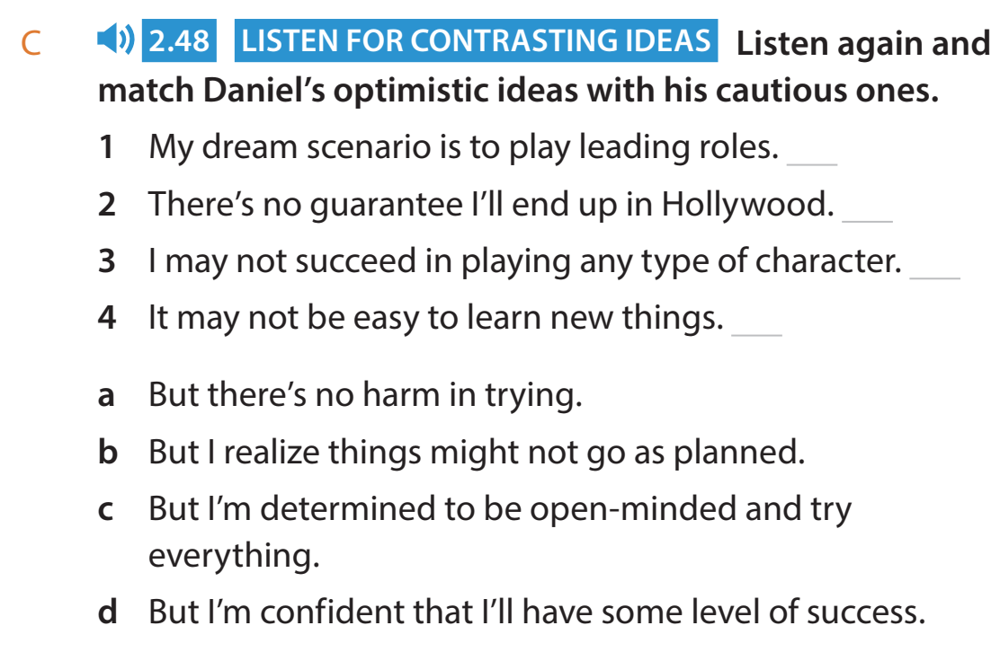 C 2.48 LISTEN FOR CONTRASTING IDEAS Listen again and
match Daniel’s optimistic ideas with his cautious ones.
1 My dream scenario is to play leading roles. ___
2 There’s no guarantee I’ll end up in Hollywood. ___
3 I may not succeed in playing any type of character. ___
4 It may not be easy to learn new things. ___
a But there’s no harm in trying.
b But I realize things might not go as planned.
c But I’m determined to be open-minded and try
everything.
d But I’m confident that I’ll have some level of success.